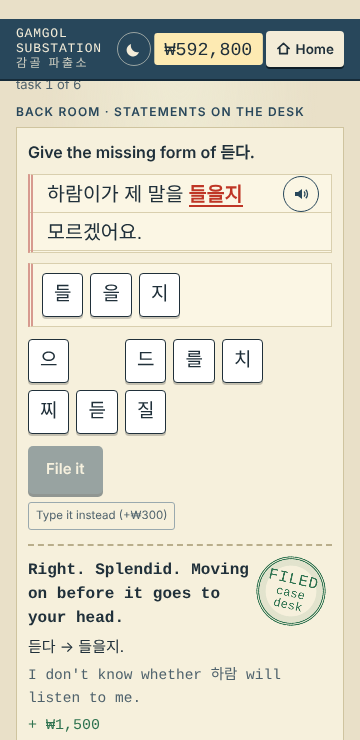 GAMGOL
SUBSTATION
감골 파출소
₩592,800
Home
task 1 of 6
BACK ROOM · STATEMENTS ON THE DESK
Give the missing form of 듣다.
하람이가 제 말을 들을지
모르겠어요.
들 을 지
으 드 를 치
찌 듣 질
File it
Type it instead (+₩300)
Right. Splendid. Moving
on before it goes to
your head.
FILED
case
desk
듣다 → 들을지.
I don't know whether 하람 will
listen to me.
+ ₩1,500